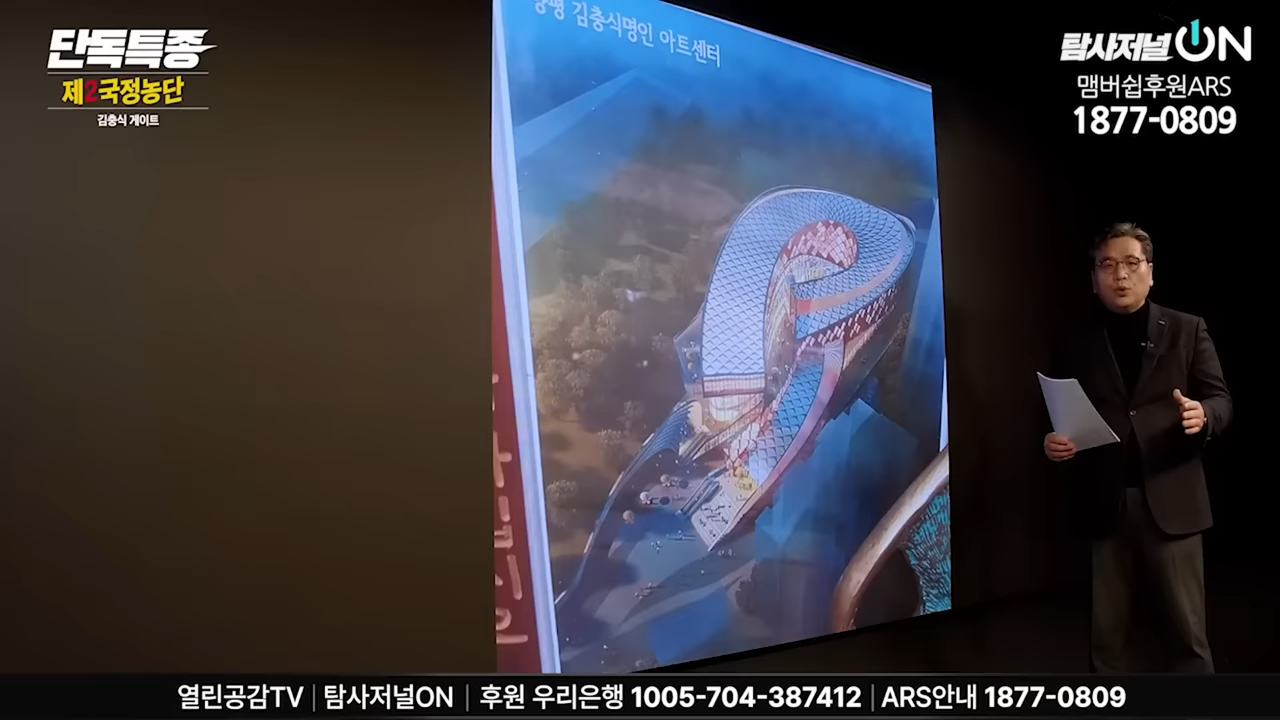 단독특종
제2국정농단
김충식 게이트
양평 김충식명인 아트센터
탐사저널ON
맴버쉽후원ARS
1877-0809
열린공감TV | 탐사저널ON | 후원 우리은행 1005-704-387412 | ARS안내 1877-0809